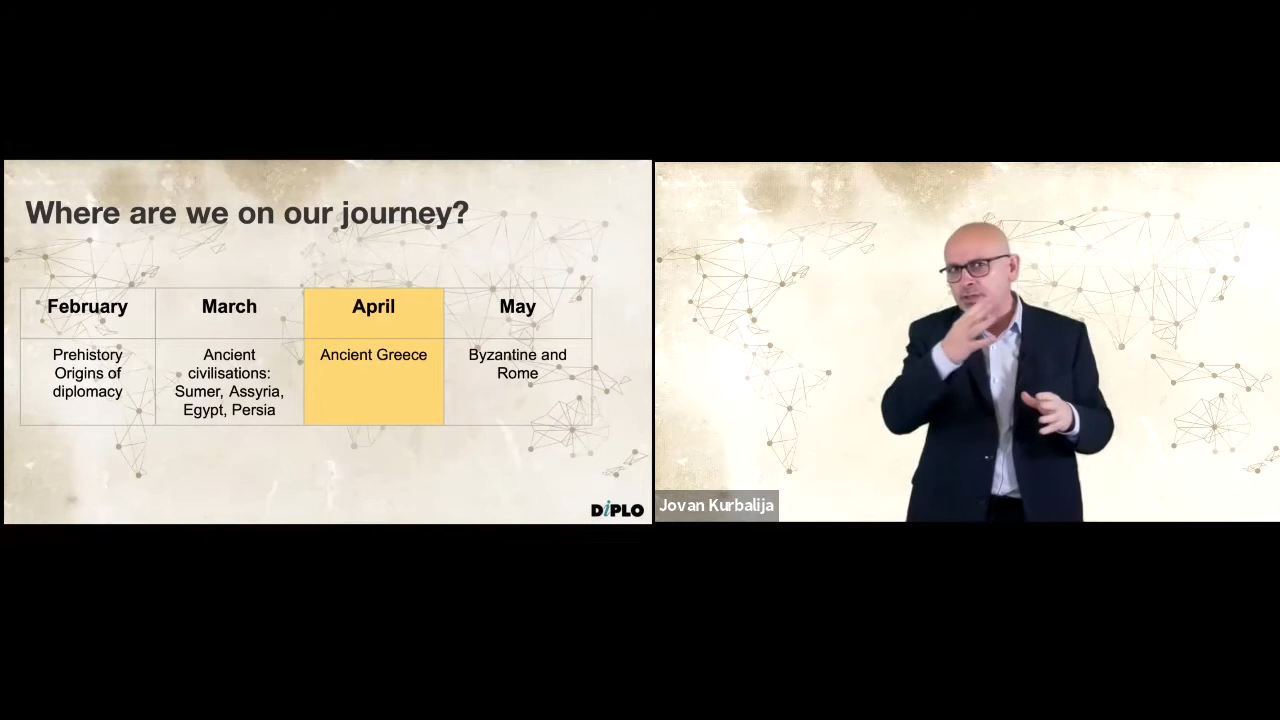 Where are we on our journey?
February
March
April
May
Prehistory
Origins of
diplomacy
Ancient
civilisations:
Sumer, Assyria,
Egypt, Persia
Ancient Greece
Byzantine and
Rome
DiPLO
Jovan Kurbalija